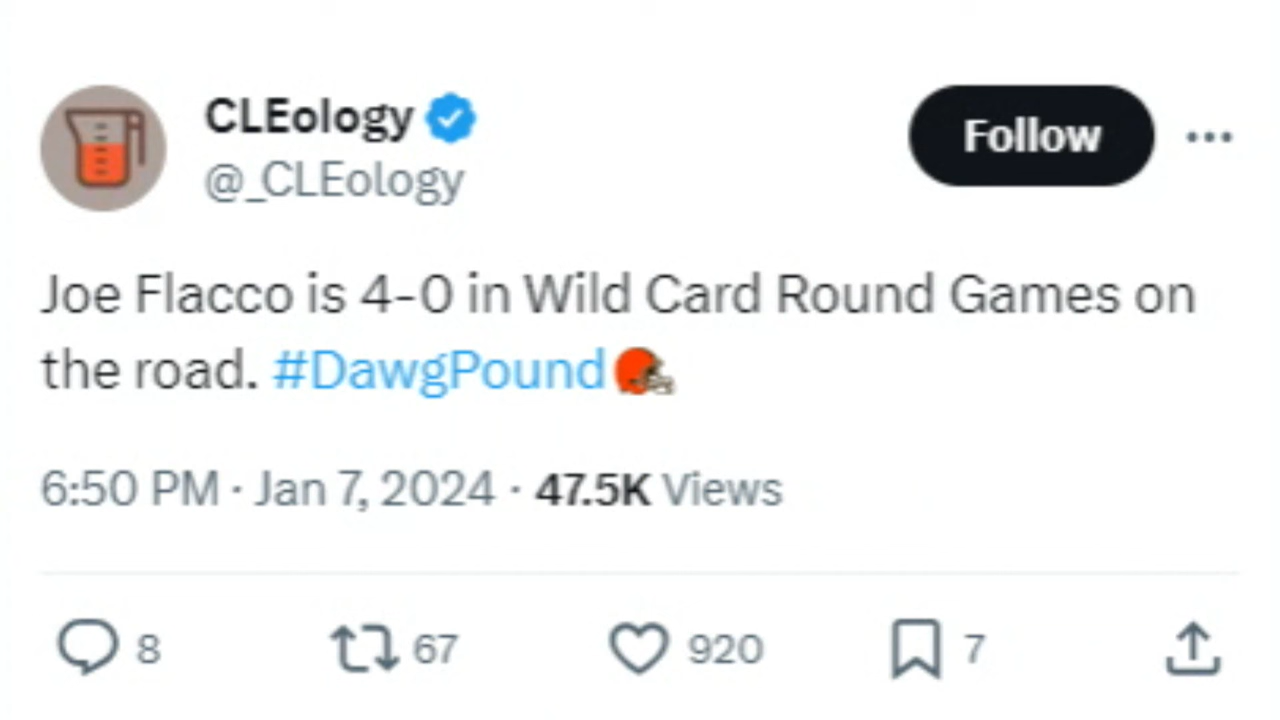 CLEology
Follow
@_CLEology
Joe Flacco is 4-0 in Wild Card Round Games on
the road. #DawgPound
6:50 PM · Jan 7, 2024 · 47.5K Views
8 67 920 7